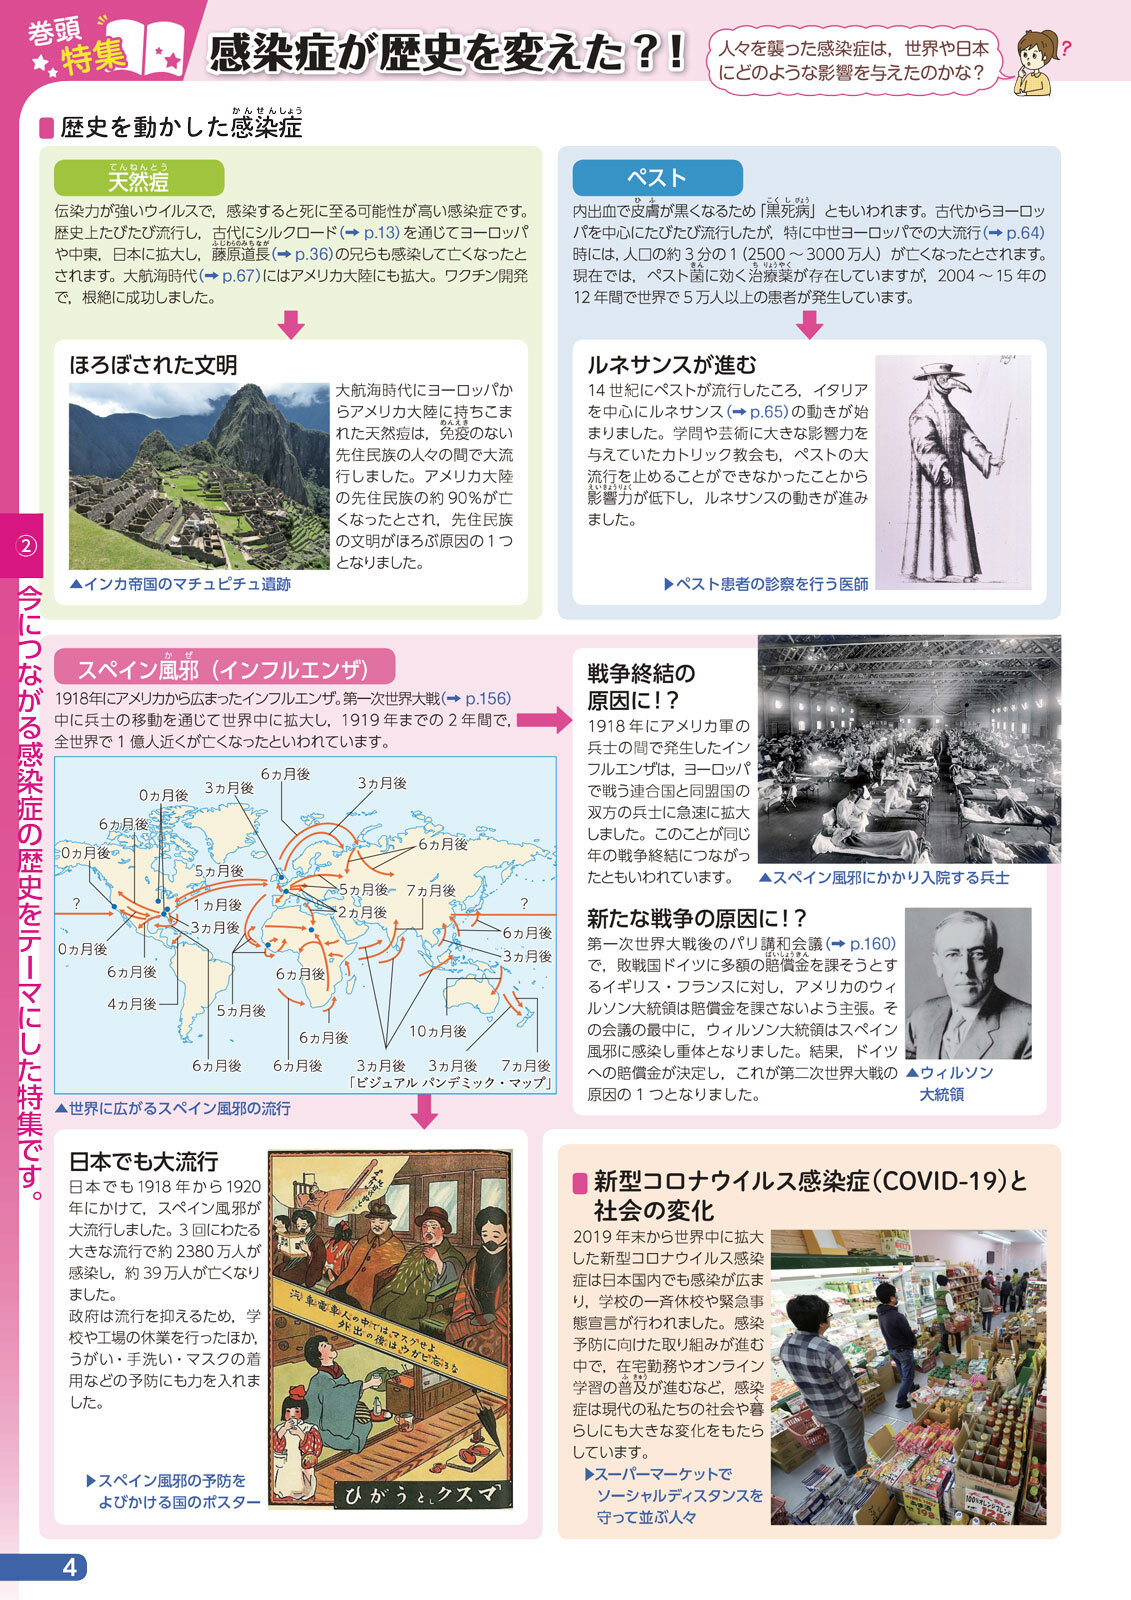 巻頭
特集
感染症が歴史を変えた?!
人々を襲った感染症は，世界や日本
にどのような影響を与えたのかな？
?
歴史を動かした感染症
かんせんしょう
天然痘
てんねんとう
伝染力が強いウイルスで，感染すると死に至る可能性が高い感染症です。
歴史上たびたび流行し，古代にシルクロード(➡ p.13)を通じてヨーロッパ
や中東，日本に拡大し，藤原道長(➡p.36)の兄らも感染して亡くなったと
ふじわらのみちなが
されます。大航海時代(➡p.67)にはアメリカ大陸にも拡大。ワクチン開発
で，根絶に成功しました。
ほろぼされた文明
大航海時代にヨーロッパか
らアメリカ大陸に持ちこま
れた天然痘は，免疫のない
めんえき
先住民族の人々の間で大流
行しました。アメリカ大陸
の先住民族の約90％が亡
くなったとされ，先住民族
の文明がほろぶ原因の１つ
となりました。
▲インカ帝国のマチュピチュ遺跡
ペスト
内出血で皮膚が黒くなるため「黒死病」ともいわれます。古代からヨーロッ
ひふ
こくしびょう
パを中心にたびたび流行したが，特に中世ヨーロッパでの大流行(➡p.64)
時には，人口の約３分の１(2500～3000万人）が亡くなったとされます。
現在では，ペスト菌に効く治療薬が存在していますが，2004～15年の
きん
ちりょうやく
12年間で世界で５万人以上の患者が発生しています。
ルネサンスが進む
14世紀にペストが流行したころ，イタリア
を中心にルネサンス(➡p.65)の動きが始
まりました。学問や芸術に大きな影響力を
与えていたカトリック教会も，ペストの大
流行を止めることができなかったことから
影響力が低下し，ルネサンスの動きが進み
えいきょうりょく
ました。
▶ペスト患者の診察を行う医師
②
今につながる感染症の歴史をテーマにした特集です。
スペイン風邪（インフルエンザ）
かぜ
1918年にアメリカから広まったインフルエンザ。第一次世界大戦(➡ p.156)
中に兵士の移動を通じて世界中に拡大し，1919年までの２年間で，
全世界で１億人近くが亡くなったといわれています。
6ヵ月後
3ヵ月後
3ヵ月後
0ヵ月後
6ヵ月後
6ヵ月後
0ヵ月後
5ヵ月後
5ヵ月後
7ヵ月後
?
1ヵ月後
2ヵ月後
?
3ヵ月後
6ヵ月後
0ヵ月後
3ヵ月後
6ヵ月後
6ヵ月後
4ヵ月後
5ヵ月後
10ヵ月後
6ヵ月後
6ヵ月後
6ヵ月後
3ヵ月後
3ヵ月後
7ヵ月後
「ビジュアル パンデミック・マップ」
▲世界に広がるスペイン風邪の流行
戦争終結の
原因に!?
1918年にアメリカ軍の
兵士の間で発生したイン
フルエンザは，ヨーロッパ
で戦う連合国と同盟国の
双方の兵士に急速に拡大
しました。このことが同じ
年の戦争終結につながっ
たともいわれています。
▲スペイン風邪にかかり入院する兵士
新たな戦争の原因に!?
第一次世界大戦後のパリ講和会議(➡p.160)
で，敗戦国ドイツに多額の賠償金を課そうとす
ばいしょうきん
るイギリス・フランスに対し，アメリカのウィ
ルソン大統領は賠償金を課さないよう主張。そ
の会議の最中に，ウィルソン大統領はスペイン
風邪に感染し重体となりました。結果，ドイツ
への賠償金が決定し，これが第二次世界大戦の
原因の１つとなりました。
▲ウィルソン
大統領
日本でも大流行
日本でも1918年から1920
年にかけて，スペイン風邪が
大流行しました。３回にわたる
大きな流行で約2380万人が
感染し，約39万人が亡くなり
ました。
政府は流行を抑えるため，学
校や工場の休業を行ったほか，
うがい・手洗い・マスクの着
用などの予防にも力を入れま
した。
▶スペイン風邪の予防を
よびかける国のポスター
汽車電車人の中ではマスクせよ
外出の後はウガヒ忘るな
「マスク」とうがひ
新型コロナウイルス感染症(COVID-19)と
社会の変化
2019年末から世界中に拡大
した新型コロナウイルス感染
症は日本国内でも感染が広ま
り，学校の一斉休校や緊急事
態宣言が行われました。感染
予防に向けた取り組みが進む
中で，在宅勤務やオンライン
学習の普及が進むなど，感染
ふきゅう
症は現代の私たちの社会や暮
らしにも大きな変化をもたら
しています。
▶スーパーマーケットで
ソーシャルディスタンスを
守って並ぶ人々
100%オレンジブレンド
128
198
4